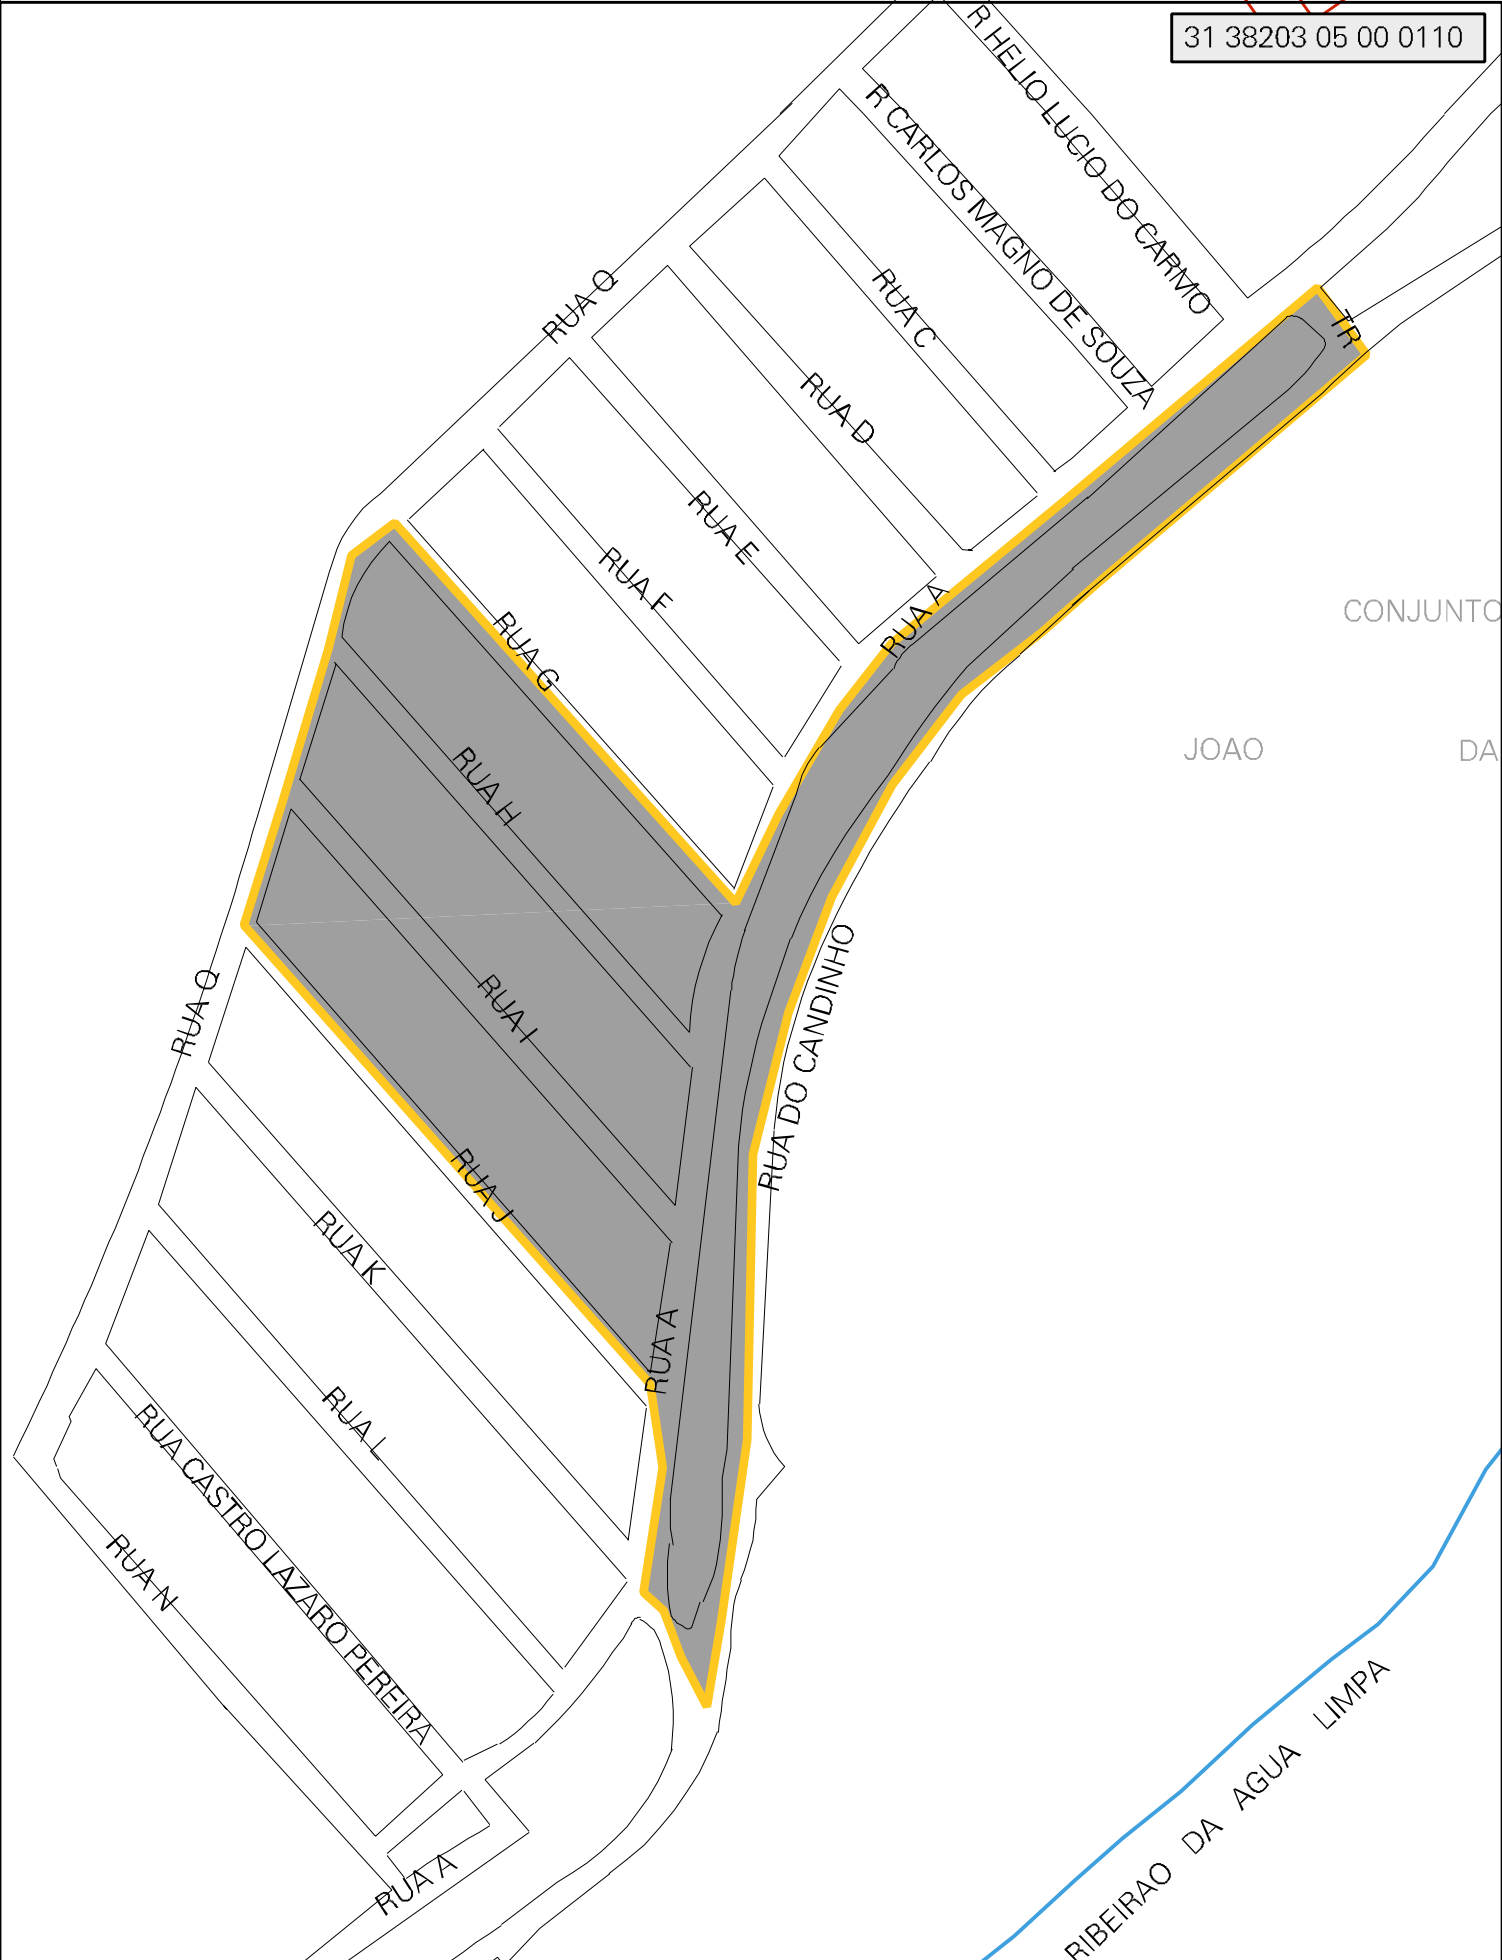 31 38203 05 00 0110
R HELIO LUCIO DO CARMO
R CARLOS MAGNO DE SOUZA
RUA C
RUA Q
TR
RUA D
RUA E
RUA F
RUA A
CONJUNTO
RUA G
JOAO DA
RUA H
RUA DO CANDINHO
RUA Q
RUA I
RUA J
RUA K
RUA A
RUA L
RUA CASTRO LAZARO PEREIRA
RUA N
RIBEIRAO DA AGUA LIMPA
RUA A